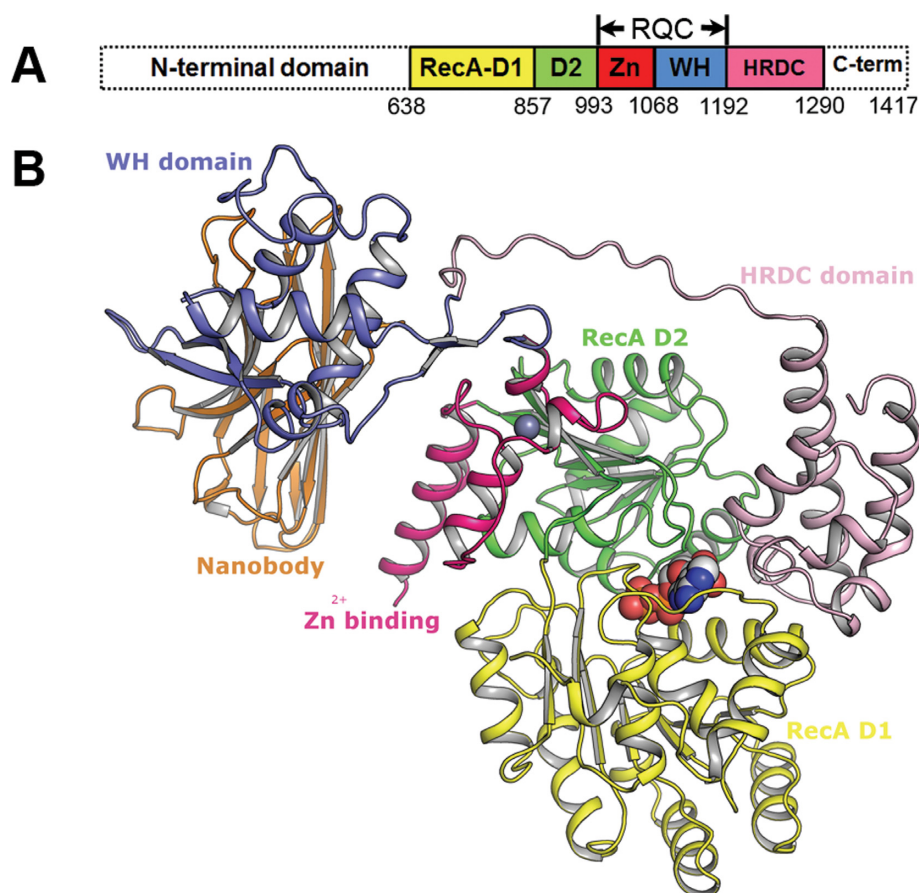 A
RQC
N-terminal domain RecA-D1 D2 Zn WH HRDC C-term
638 857 993 1068 1192 1290 1417
B
WH domain
HRDC domain
RecA D2
Nanobody
2+
Zn binding
RecA D1